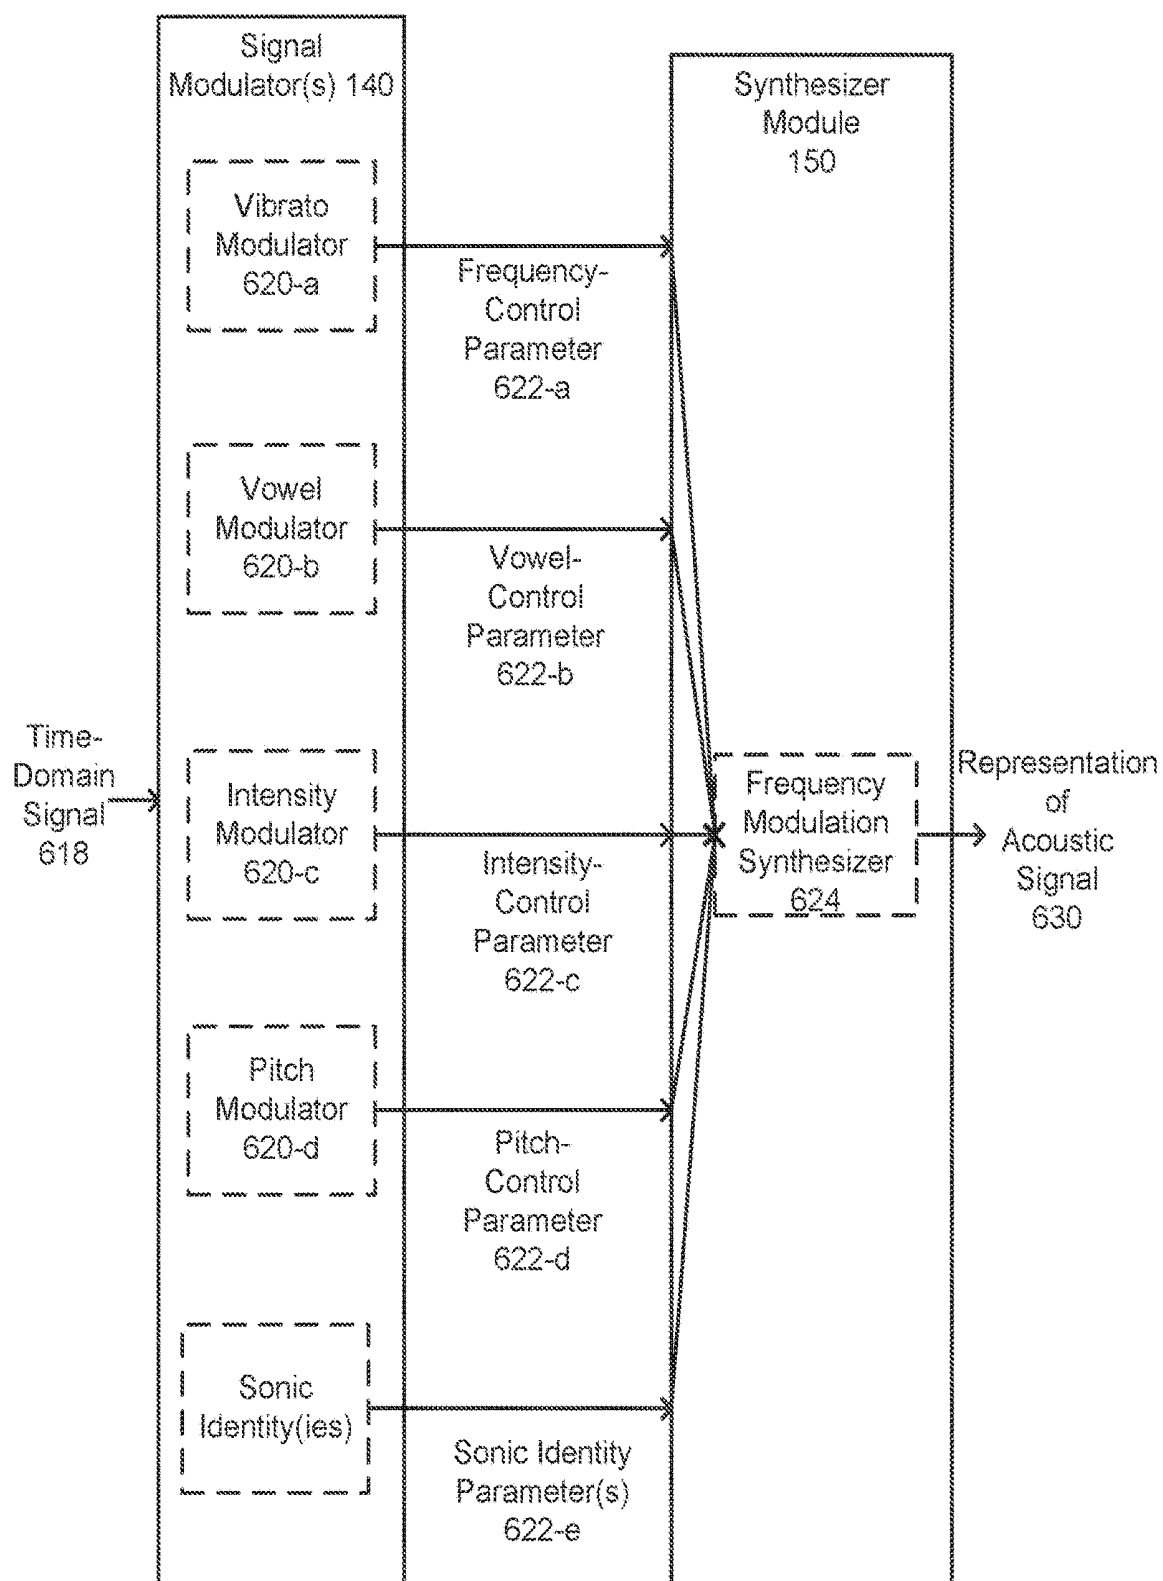 Signal
Modulator(s) 140
Vibrato
Modulator
620-a
Vowel
Modulator
620-b
Intensity
Modulator
620-c
Pitch
Modulator
620-d
Sonic
Identity(ies)
Time-
Domain
Signal
618
Frequency-
Control
Parameter
622-a
Vowel-
Control
Parameter
622-b
Intensity-
Control
Parameter
622-c
Pitch-
Control
Parameter
622-d
Sonic Identity
Parameter(s)
622-e
Synthesizer
Module
150
Frequency
Modulation
Synthesizer
624
Representation
of
Acoustic
Signal
630